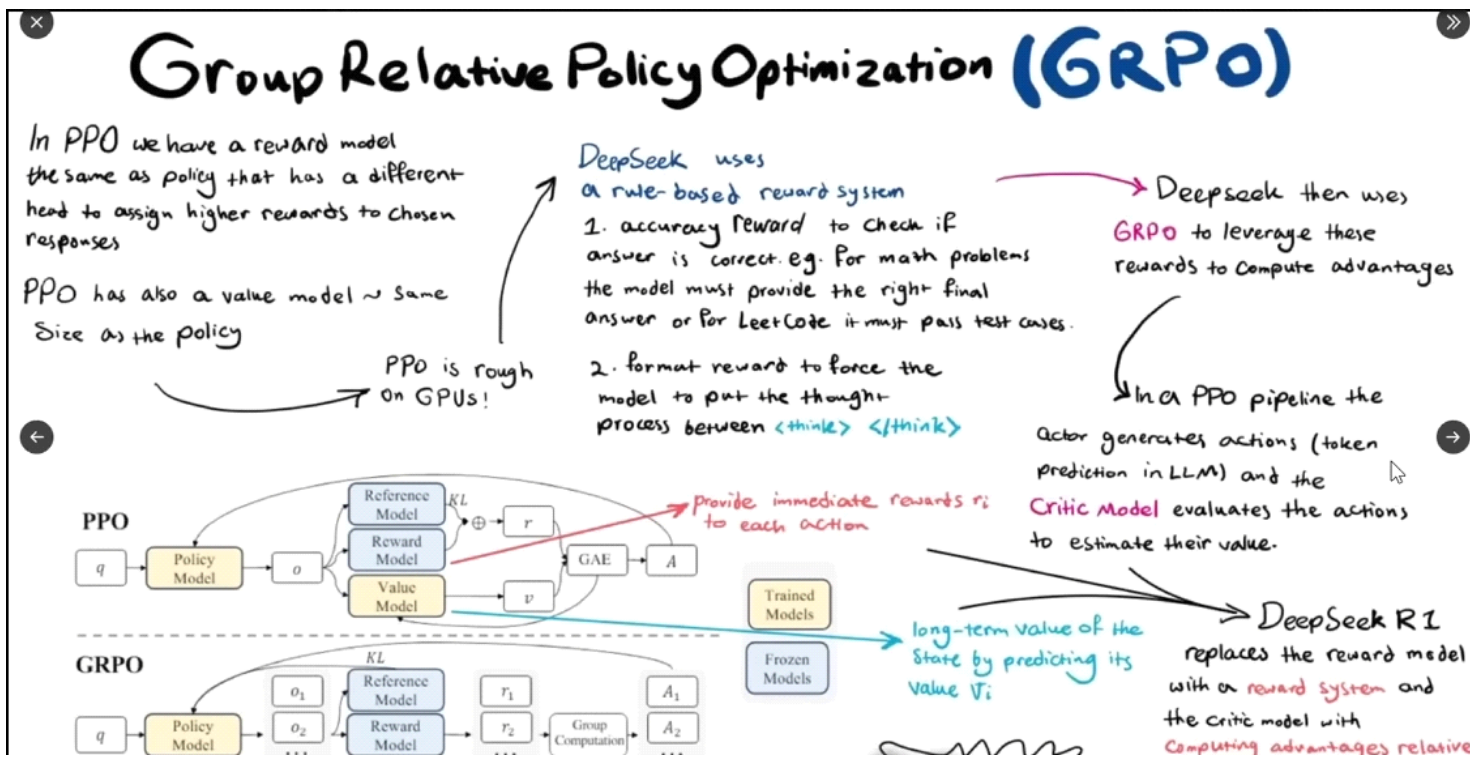 Group Relative Policy Optimization (GRPO)
In PPO we have a reward model
the same as policy that has a different
head to assign higher rewards to chosen
responses
PPO has also a value model ~ same
size as the policy
PPO is rough
on GPUs!
DeepSeek uses
a rule-based reward system
1. accuracy reward to check if
answer is correct. eg. for math problems
the model must provide the right final
answer or for LeetCode it must pass test cases.
2. format reward to force the
model to put the thought
process between <think> </think>
Deepseek then uses
GRPO to leverage these
rewards to compute advantages
In a PPO pipeline the
actor generates actions (token
prediction in LLM) and the
Critic Model evaluates the actions
to estimate their value.
DeepSeek R1
replaces the reward model
with a reward system and
the critic model with
Computing advantages relative
PPO
q
Policy
Model
o
Reference
Model
Reward
Model
Value
Model
KL
⊕
r
v
GAE
A
provide immediate rewards ri
to each action
long-term value of the
state by predicting its
value Vi
Trained
Models
Frozen
Models
GRPO
q
Policy
Model
o1
o2
...
KL
Reference
Model
Reward
Model
r1
r2
...
Group
Computation
A1
A2
...